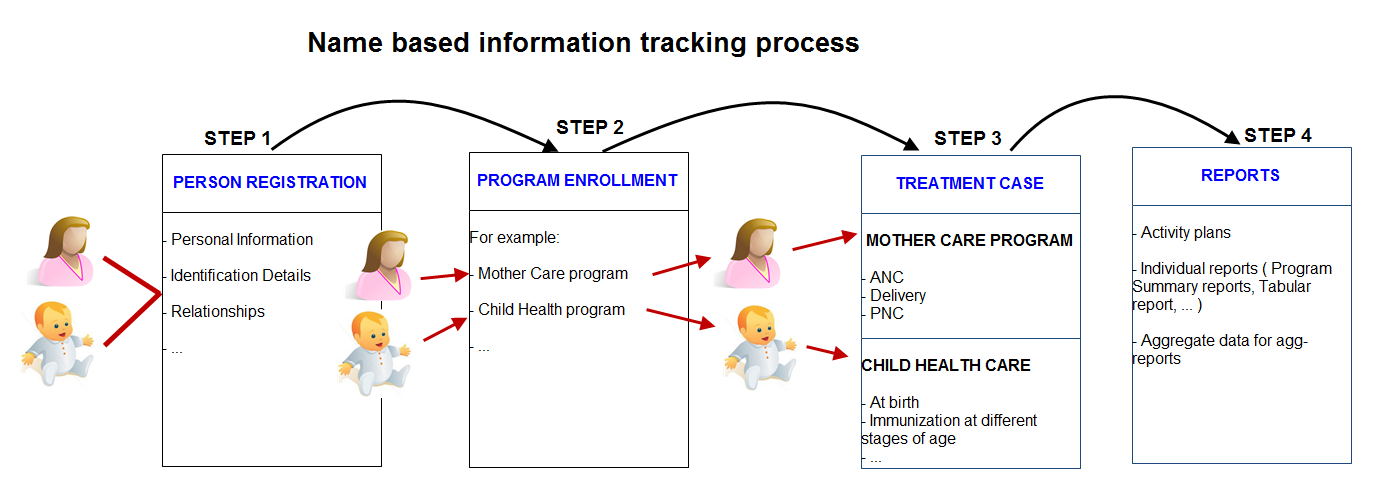 Name based information tracking process
STEP 1
PERSON REGISTRATION
- Personal Information
- Identification Details
- Relationships
- ...
STEP 2
PROGRAM ENROLLMENT
For example:
- Mother Care program
- Child Health program
- ...
STEP 3
TREATMENT CASE
MOTHER CARE PROGRAM
- ANC
- Delivery
- PNC
CHILD HEALTH CARE
- At birth
- Immunization at different
stages of age
- ...
STEP 4
REPORTS
- Activity plans
- Individual reports ( Program
Summary reports, Tabular
report, ... )
- Aggregate data for agg-
reports